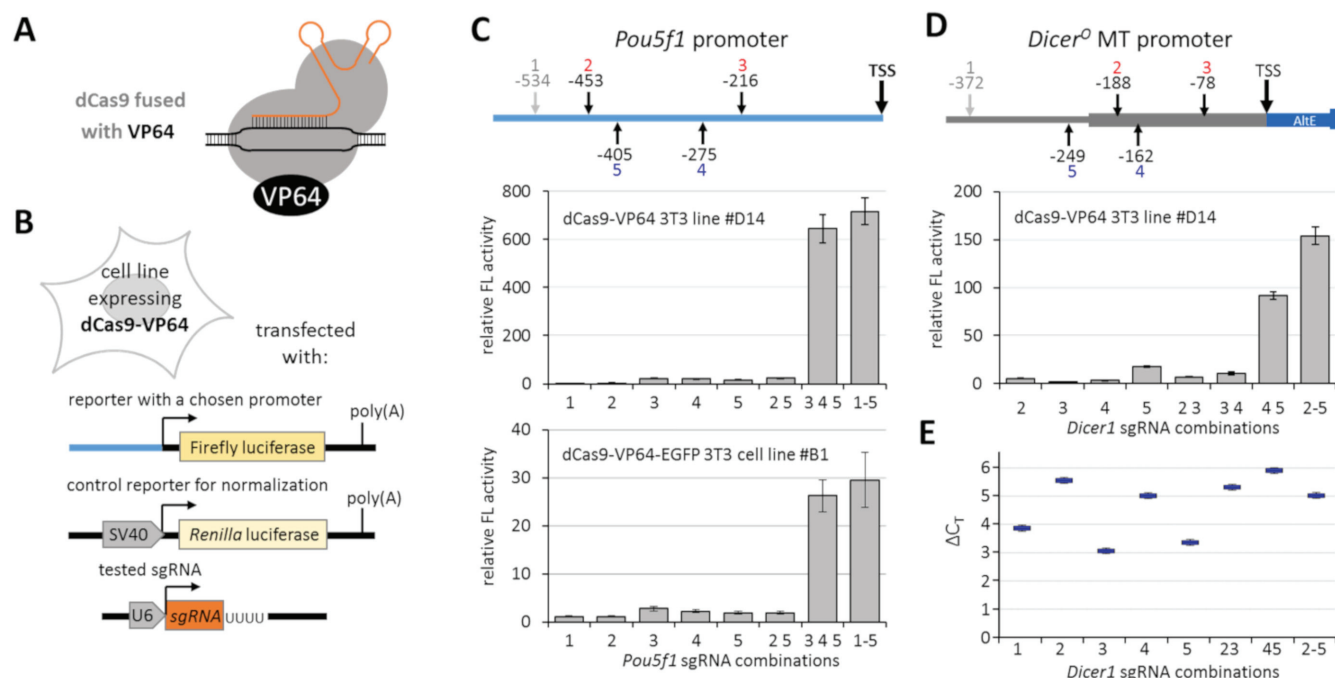 A
dCas9 fused
with VP64
VP64
B
cell line
expressing
dCas9-VP64
transfected
with:
reporter with a chosen promoter
poly(A)
Firefly luciferase
control reporter for normalization
poly(A)
SV40
Renilla luciferase
tested sgRNA
U6
sgRNA
UUUU
C
Pou5f1 promoter
1 2 3 TSS
-534 -453 -216
-405 -275
5 4
800
600
400
200
0
relative FL activity
dCas9-VP64 3T3 line #D14
1 2 3 4 5 2 5 3 4 5 1-5
40
30
20
10
0
relative FL activity
dCas9-VP64-EGFP 3T3 cell line #B1
1 2 3 4 5 2 5 3 4 5 1-5
Pou5f1 sgRNA combinations
D
DicerO MT promoter
1 2 3 TSS
-372 -188 -78
AltE
-249 -162
5 4
200
150
100
50
0
relative FL activity
dCas9-VP64 3T3 line #D14
2 3 4 5 2 3 3 4 4 5 2-5
Dicer1 sgRNA combinations
E
6
5
4
3
2
1
0
ΔCT
1 2 3 4 5 23 45 2-5
Dicer1 sgRNA combinations